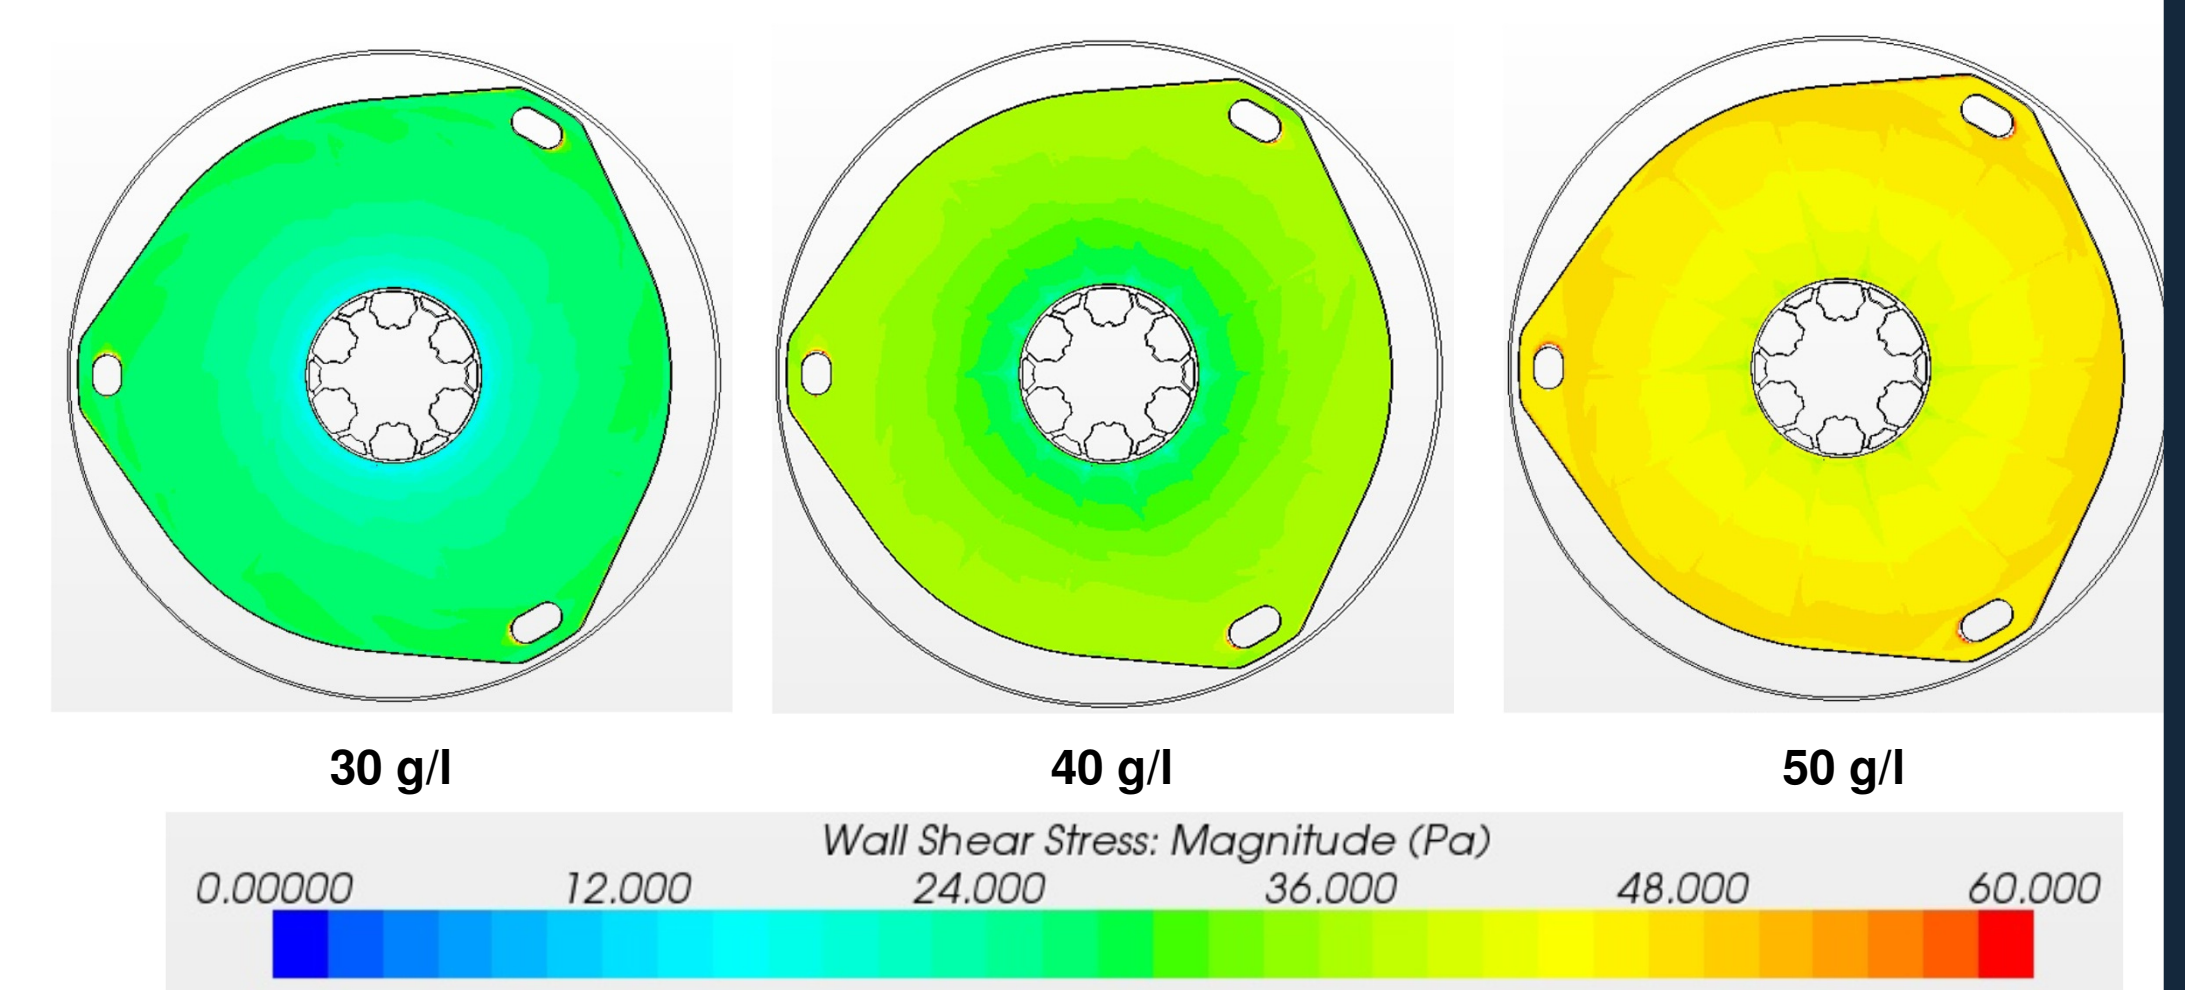 30 g/l 40 g/l 50 g/l
Wall Shear Stress: Magnitude (Pa)
0.00000 12.000 24.000 36.000 48.000 60.000